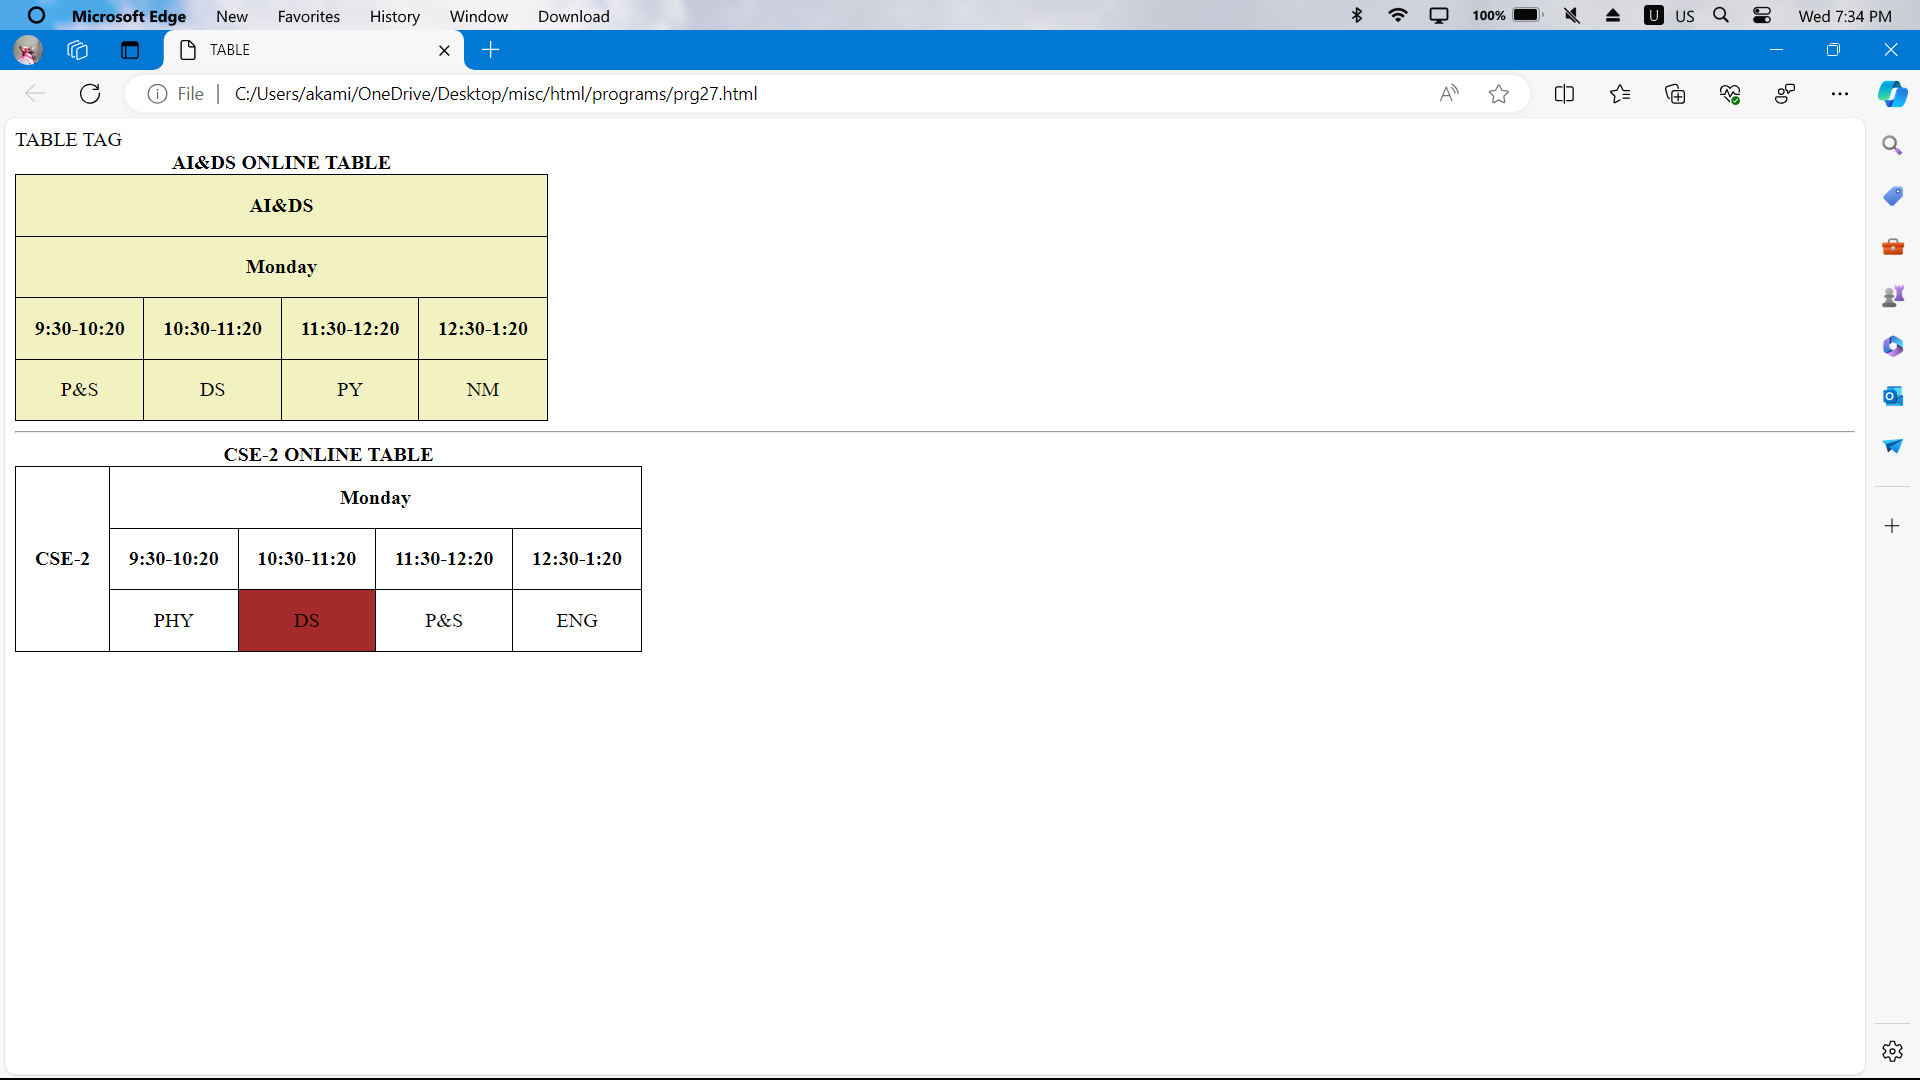 Microsoft Edge New Favorites History Window Download 100% U US Wed 7:34 PM
TABLE
File C:/Users/akami/OneDrive/Desktop/misc/html/programs/prg27.html
TABLE TAG
AI&DS ONLINE TABLE
AI&DS
Monday
9:30-10:20 10:30-11:20 11:30-12:20 12:30-1:20
P&S DS PY NM
CSE-2 ONLINE TABLE
Monday
CSE-2 9:30-10:20 10:30-11:20 11:30-12:20 12:30-1:20
PHY DS P&S ENG